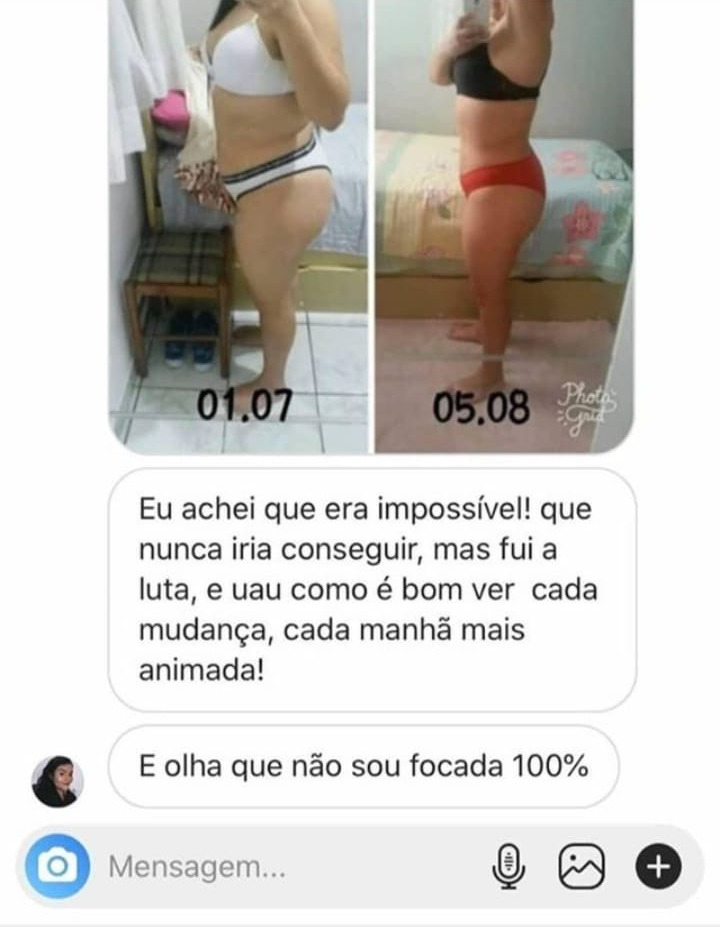 01.07
05.08
Photo
Grid
Eu achei que era impossível! que
nunca iria conseguir, mas fui a
luta, e uau como é bom ver cada
mudança, cada manhã mais
animada!
E olha que não sou focada 100%
Mensagem...